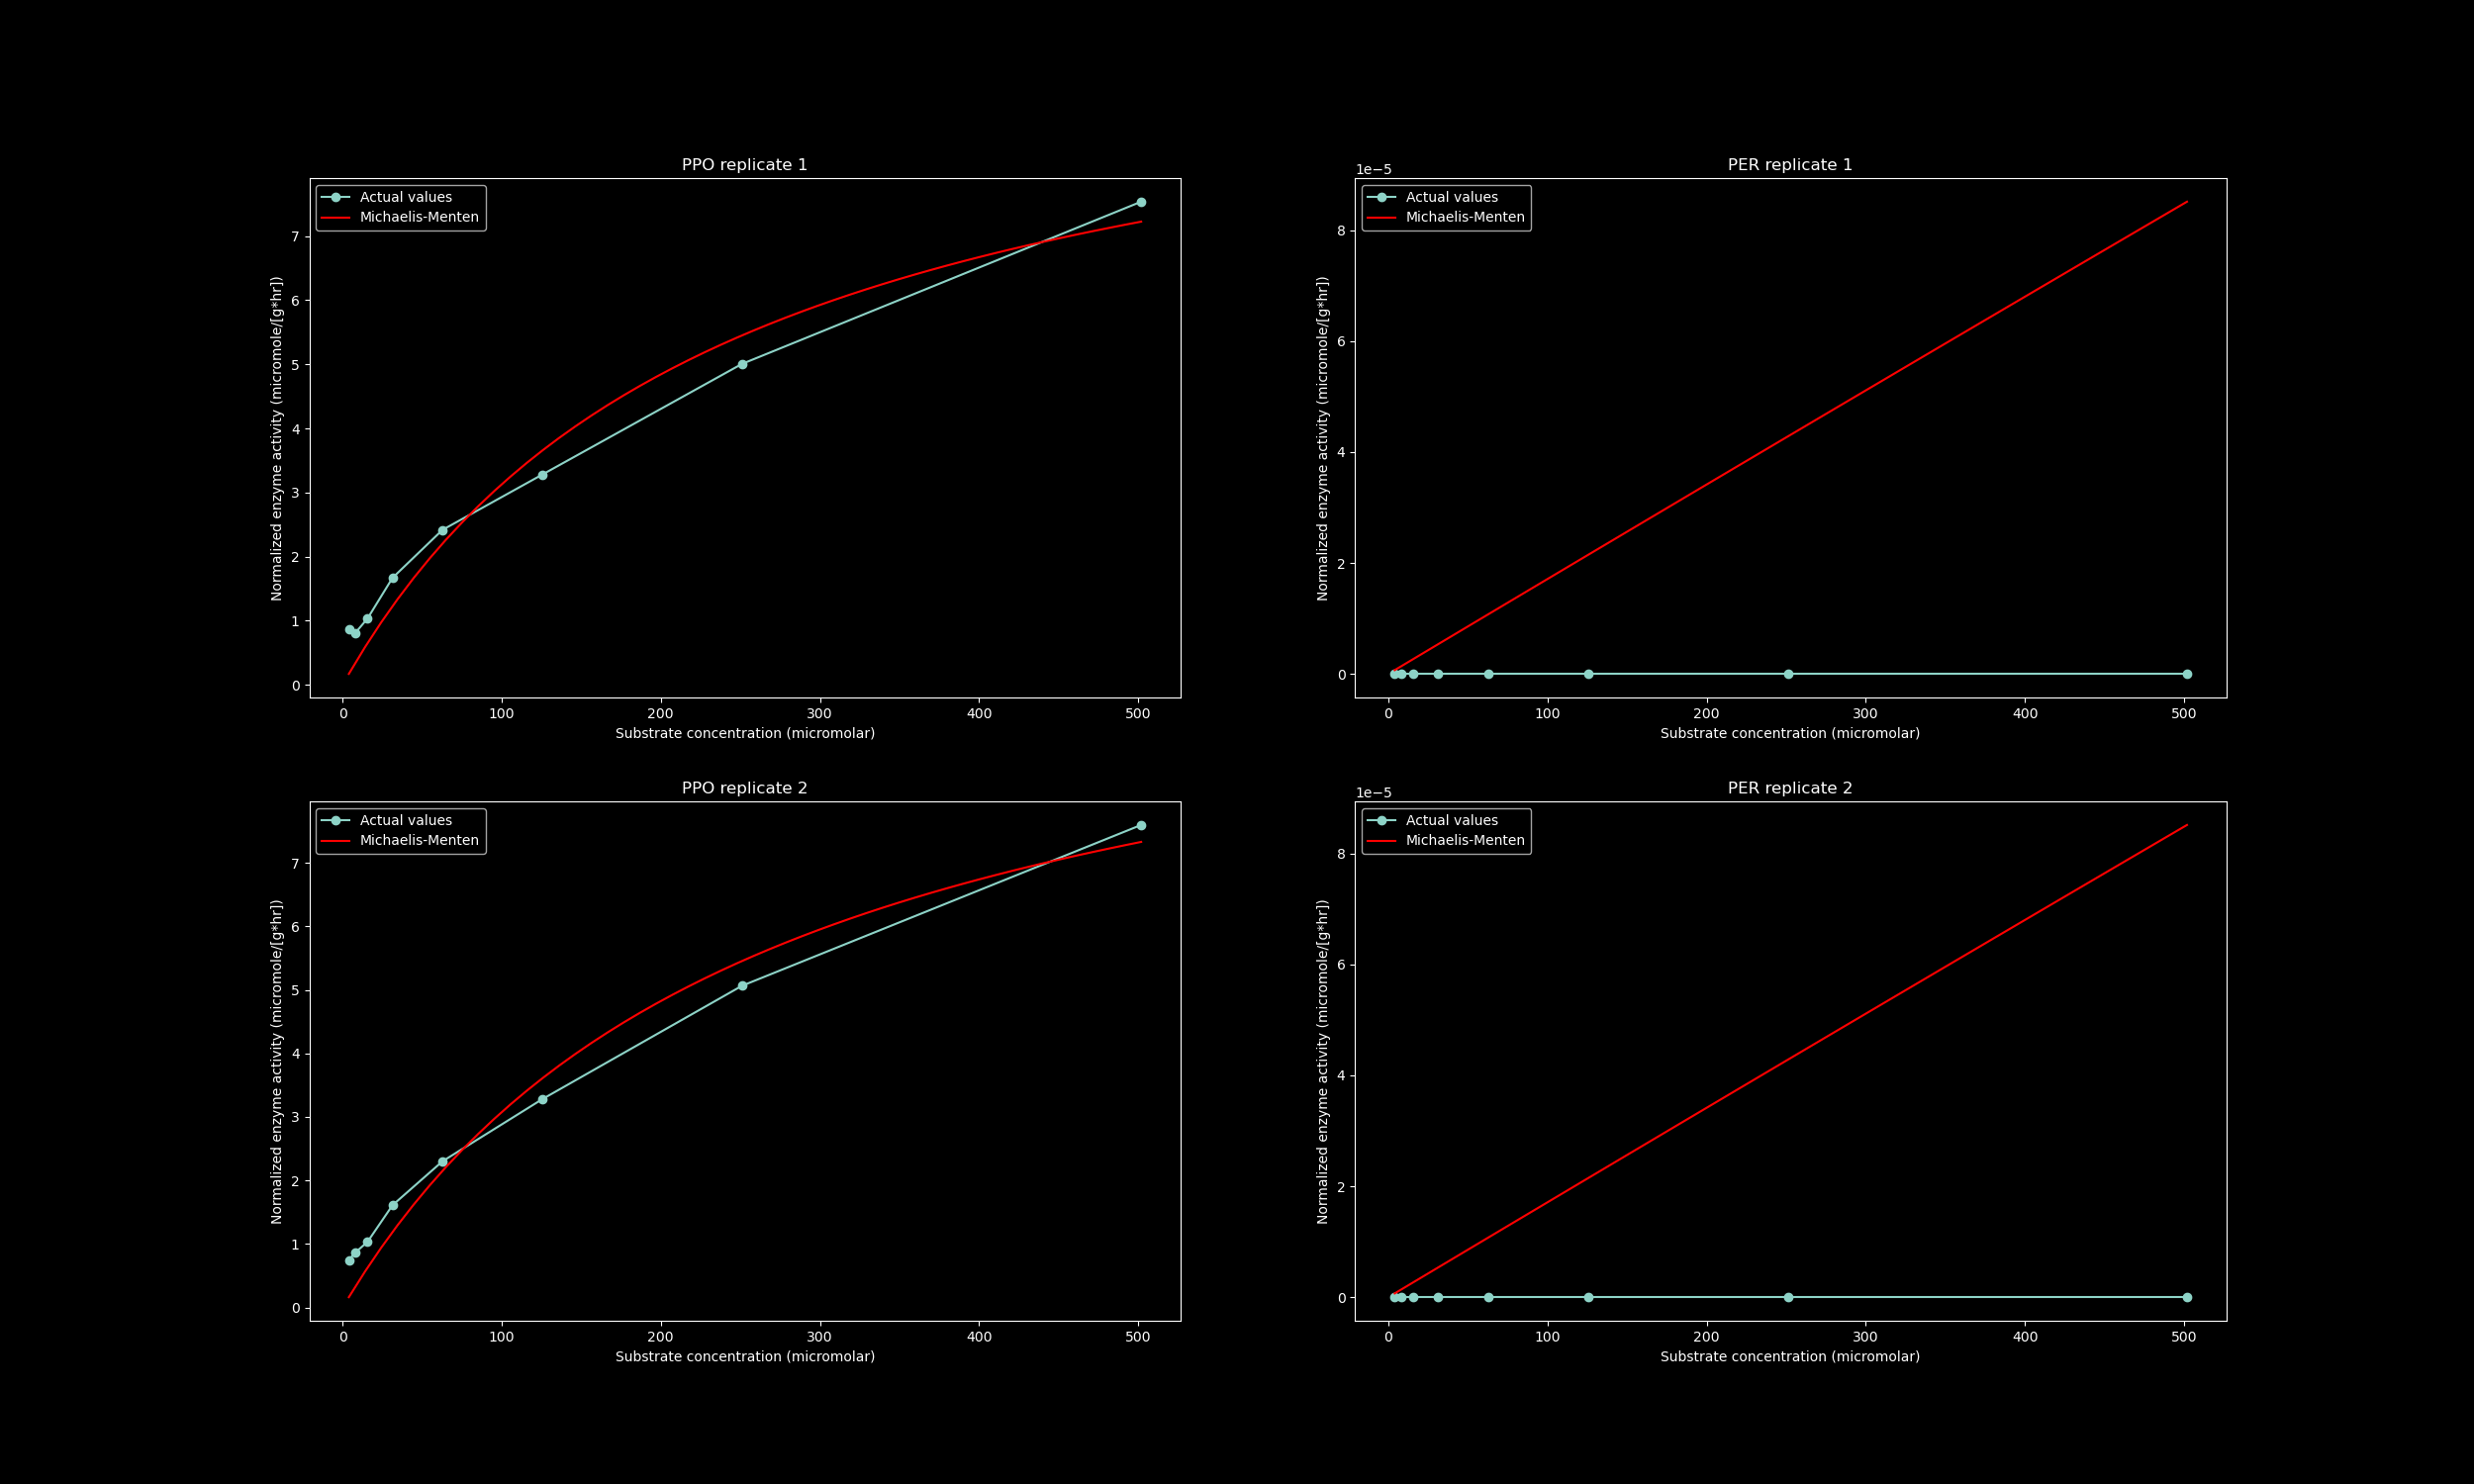 PPO replicate 1
Actual values
Michaelis-Menten
Normalized enzyme activity (micromole/[g*hr])
7
6
5
4
3
2
1
0
0 100 200 300 400 500
Substrate concentration (micromolar)
PER replicate 1
1e−5
Actual values
Michaelis-Menten
Normalized enzyme activity (micromole/[g*hr])
8
6
4
2
0
0 100 200 300 400 500
Substrate concentration (micromolar)
PPO replicate 2
Actual values
Michaelis-Menten
Normalized enzyme activity (micromole/[g*hr])
7
6
5
4
3
2
1
0
0 100 200 300 400 500
Substrate concentration (micromolar)
PER replicate 2
1e−5
Actual values
Michaelis-Menten
Normalized enzyme activity (micromole/[g*hr])
8
6
4
2
0
0 100 200 300 400 500
Substrate concentration (micromolar)